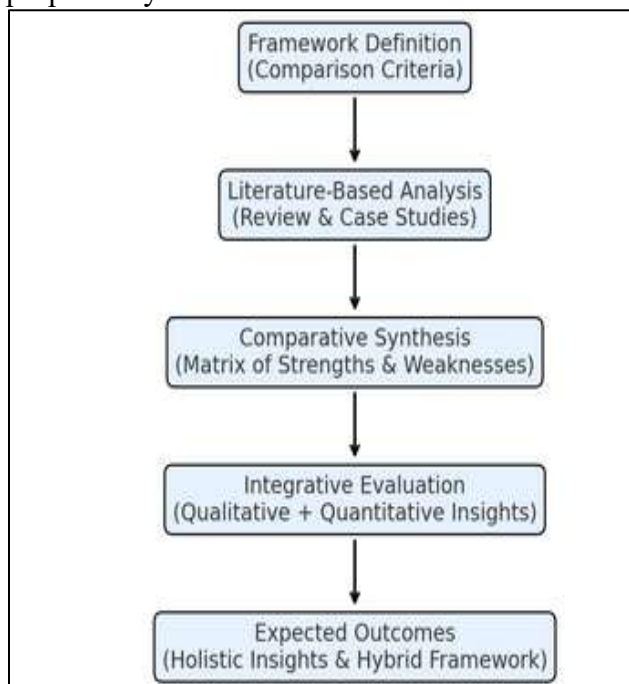 Framework Definition
(Comparison Criteria)
Literature-Based Analysis
(Review & Case Studies)
Comparative Synthesis
(Matrix of Strengths & Weaknesses)
Integrative Evaluation
(Qualitative + Quantitative Insights)
Expected Outcomes
(Holistic Insights & Hybrid Framework)